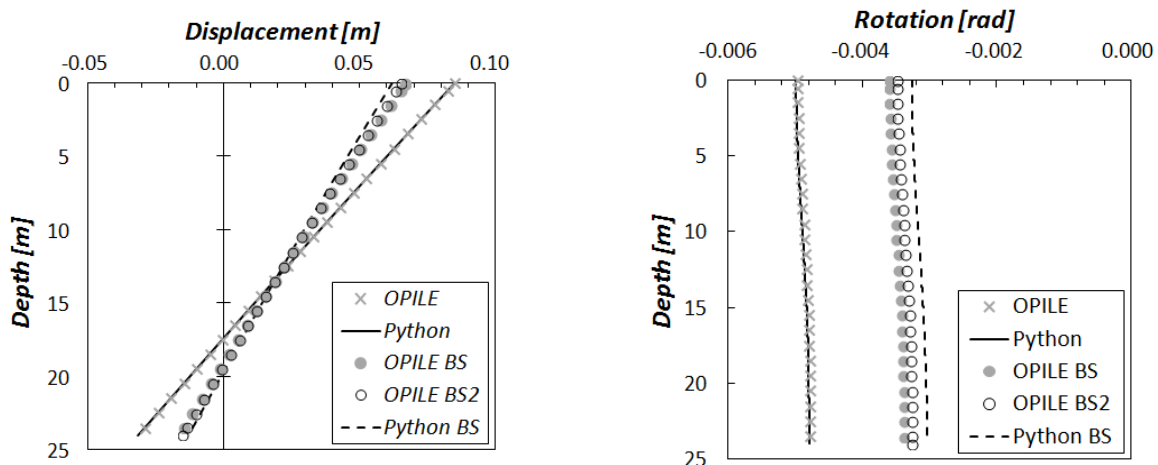 Displacement [m]
-0.05 0.00 0.05 0.10
0
5
10
15
20
25
Depth [m]
OPILE
Python
OPILE BS
OPILE BS2
Python BS
Rotation [rad]
-0.006 -0.004 -0.002 0.000
0
5
10
15
20
25
Depth [m]
OPILE
Python
OPILE BS
OPILE BS2
Python BS